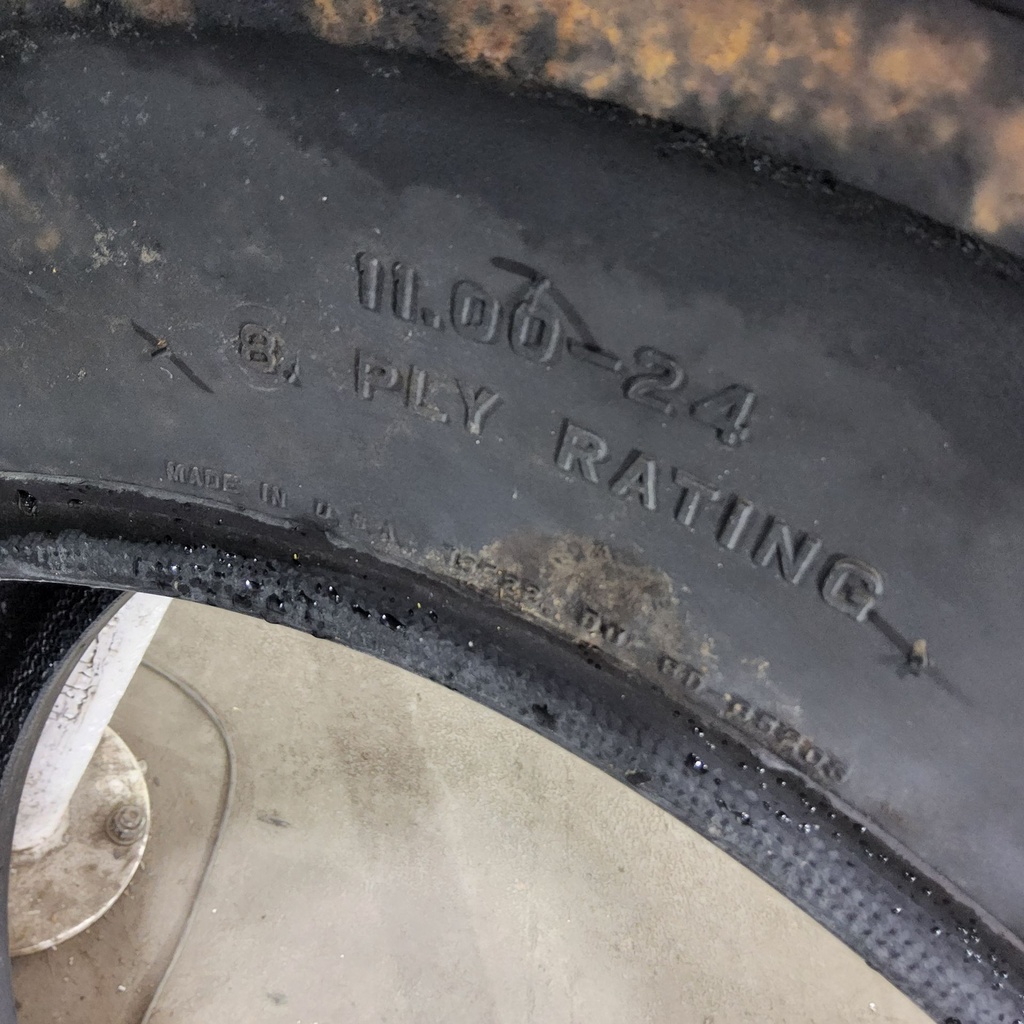 11.00-24
8 PLY RATING
MADE IN U.S.A.